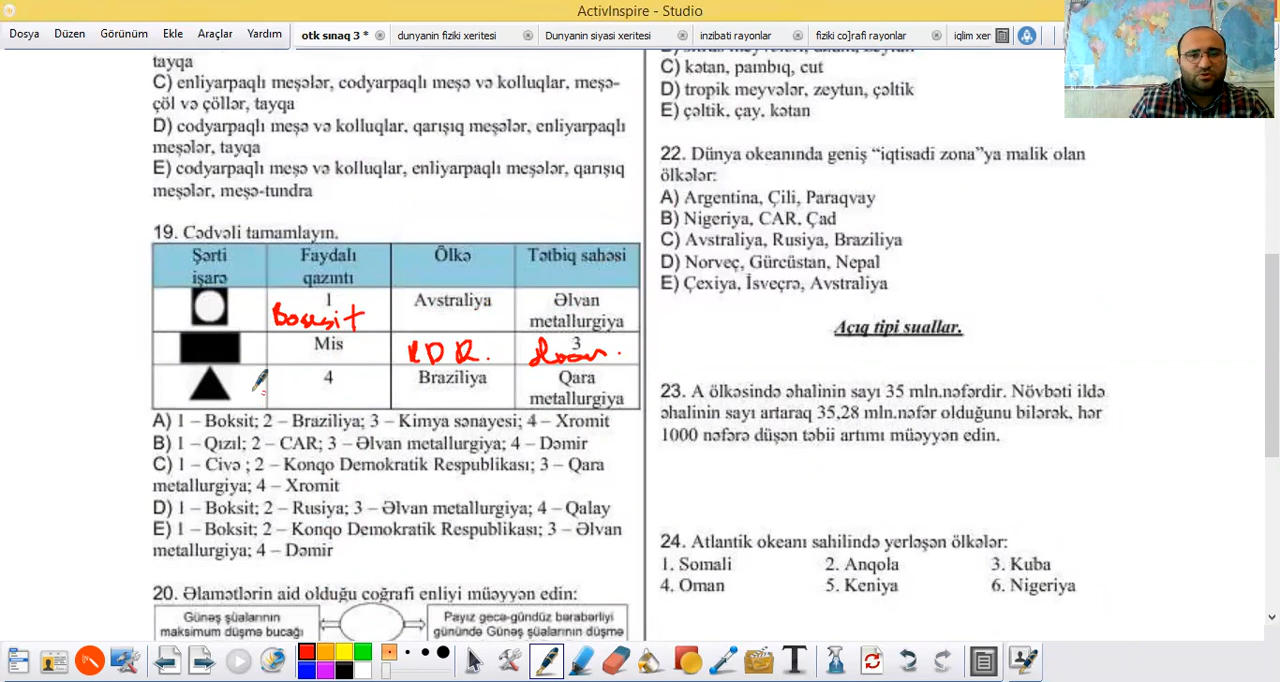 ActivInspire - Studio
Dosya Düzen Görünüm Ekle Araçlar Yardım
otk sınaq 3 * dunyanin fiziki xeritesi Dunyanin siyasi xeritesi inzibati rayonlar fiziki co]rafi rayonlar iqlim xer
tayqa
C) enliyarpaqlı meşələr, codyarpaqlı meşə və kolluqlar, meşə-
çöl və çöllər, tayqa
D) codyarpaqlı meşə və kolluqlar, qarışıq meşələr, enliyarpaqlı
meşələr, tayqa
E) codyarpaqlı meşə və kolluqlar, enliyarpaqlı meşələr, qarışıq
meşələr, meşə-tundra
19. Cədvəli tamamlayın.
Şərti işarə Faydalı qazıntı Ölkə Tətbiq sahəsi
1 Boksit Avstraliya Əlvan metallurgiya
Mis KDR. 3
4 Braziliya Qara metallurgiya
A) 1 – Boksit; 2 – Braziliya; 3 – Kimya sənayesi; 4 – Xromit
B) 1 – Qızıl; 2 – CAR; 3 – Əlvan metallurgiya; 4 – Dəmir
C) 1 – Civə ; 2 – Konqo Demokratik Respublikası; 3 – Qara
metallurgiya; 4 – Xromit
D) 1 – Boksit; 2 – Rusiya; 3 – Əlvan metallurgiya; 4 – Qalay
E) 1 – Boksit; 2 – Konqo Demokratik Respublikası; 3 – Əlvan
metallurgiya; 4 – Dəmir
20. Əlamətlərin aid olduğu coğrafi enliyi müəyyən edin:
Günəş şüalarının
maksimum düşmə bucağı
Payız gecə-gündüz bərabərliyi
günündə Günəş şüalarının düşmə
C) kətan, pambıq, cut
D) tropik meyvələr, zeytun, çəltik
E) çəltik, çay, kətan
22. Dünya okeanında geniş “iqtisadi zona”ya malik olan
ölkələr:
A) Argentina, Çili, Paraqvay
B) Nigeriya, CAR, Çad
C) Avstraliya, Rusiya, Braziliya
D) Norveç, Gürcüstan, Nepal
E) Çexiya, İsveçrə, Avstraliya
Açıq tipi suallar.
23. A ölkəsində əhalinin sayı 35 mln.nəfərdir. Növbəti ildə
əhalinin sayı artaraq 35,28 mln.nəfər olduğunu bilərək, hər
1000 nəfərə düşən təbii artımı müəyyən edin.
24. Atlantik okeanı sahilində yerləşən ölkələr:
1. Somali 2. Anqola 3. Kuba
4. Oman 5. Keniya 6. Nigeriya